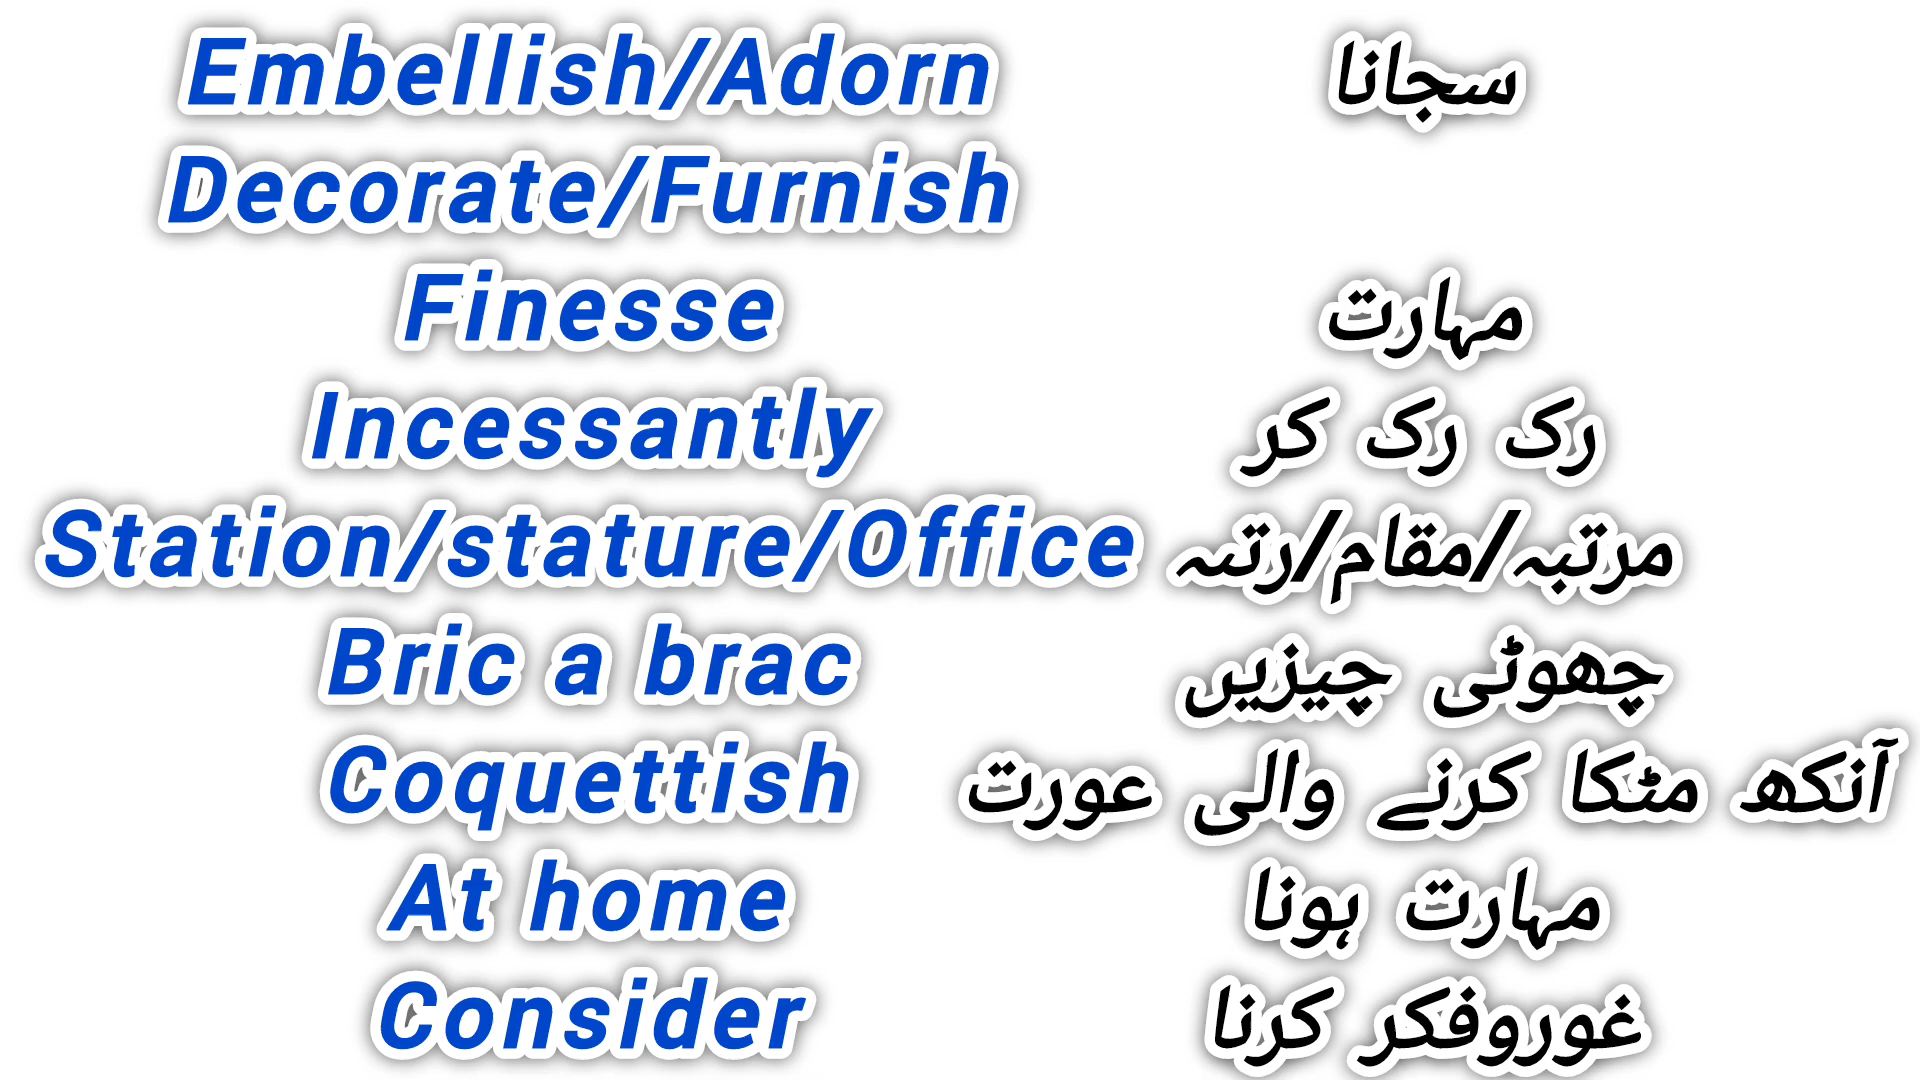 Embellish/Adorn سجانا
Decorate/Furnish
Finesse مہارت
Incessantly رک رک کر
Station/stature/Office مرتبہ/مقام/رتبہ
Bric a brac چھوٹی چیزیں
Coquettish آنکھ مٹکا کرنے والی عورت
At home مہارت ہونا
Consider غوروفکر کرنا